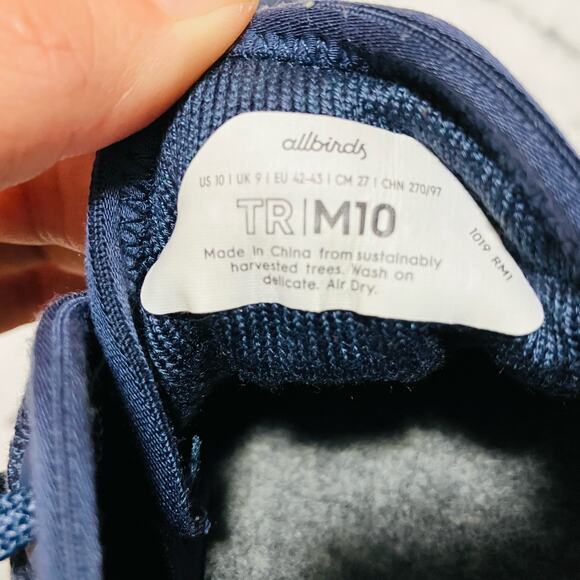 allbirds
US 10 | UK 9 | EU 42-43 | CM 27 | CHN 270/97
TR|M10
Made in China from sustainably
harvested trees. Wash on
delicate. Air Dry.
1019 RM1